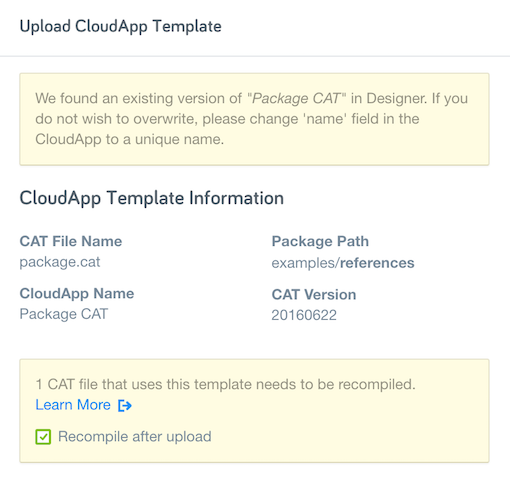 Upload CloudApp Template
We found an existing version of "Package CAT" in Designer. If you
do not wish to overwrite, please change 'name' field in the
CloudApp to a unique name.
CloudApp Template Information
CAT File Name
package.cat
Package Path
examples/references
CloudApp Name
Package CAT
CAT Version
20160622
1 CAT file that uses this template needs to be recompiled.
Learn More
Recompile after upload